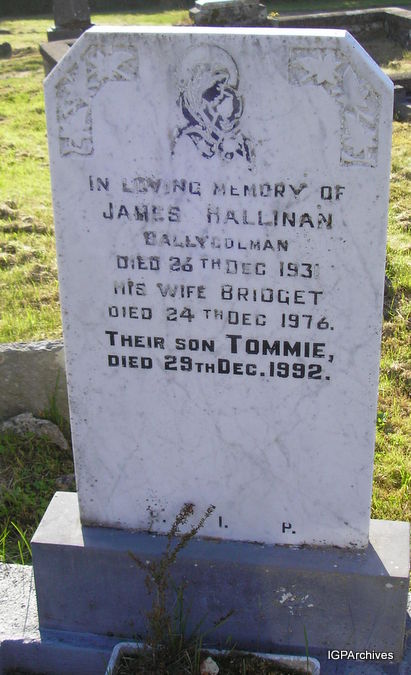 IN LOVING MEMORY OF
JAMES HALLINAN
BALLYCOLMAN
DIED 26TH DEC 1931
HIS WIFE BRIDGET
DIED 24TH DEC 1976.
THEIR SON TOMMIE,
DIED 29TH DEC. 1992.
. I. P.
IGPArchives